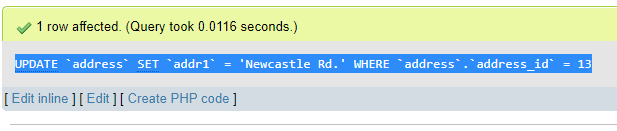 1 row affected. (Query took 0.0116 seconds.)
UPDATE `address` SET `addr1` = 'Newcastle Rd.' WHERE `address`.`address_id` = 13
[ Edit inline ] [ Edit ] [ Create PHP code ]